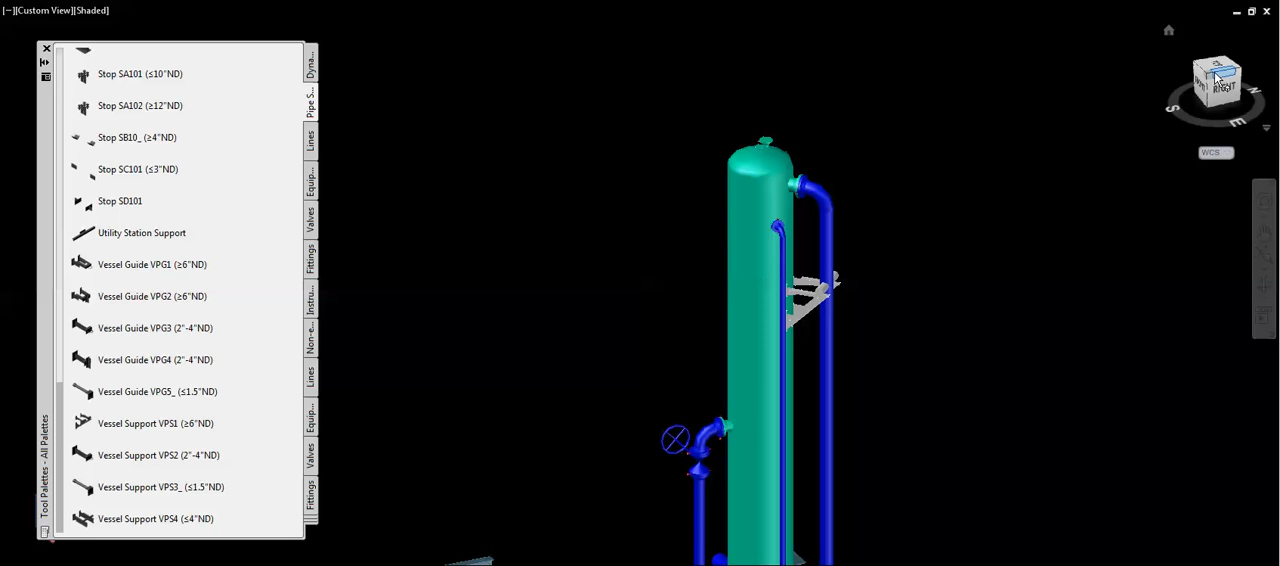 [−][Custom View][Shaded]
Stop SA101 (≤10"ND)
Stop SA102 (≥12"ND)
Stop SB10_ (≥4"ND)
Stop SC101 (≤3"ND)
Stop SD101
Utility Station Support
Vessel Guide VPG1 (≥6"ND)
Vessel Guide VPG2 (≥6"ND)
Vessel Guide VPG3 (2"-4"ND)
Vessel Guide VPG4 (2"-4"ND)
Vessel Guide VPG5_ (≤1.5"ND)
Vessel Support VPS1 (≥6"ND)
Vessel Support VPS2 (2"-4"ND)
Vessel Support VPS3_ (≤1.5"ND)
Vessel Support VPS4 (≤4"ND)
Dyna...
Pipe S...
Lines
Equip...
Valves
Fittings
Instru...
Non-e...
Lines
Equip...
Valves
Fittings
Tool Palettes - All Palettes
RIGHT
N
S
E
WCS